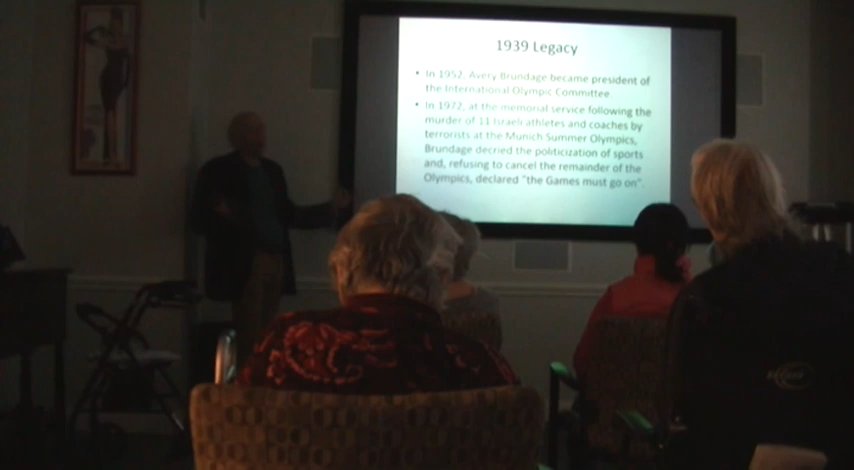 1939 Legacy
• In 1952, Avery Brundage became president of
the International Olympic Committee
• In 1972, at the memorial service following the
murder of 11 Israeli athletes and coaches by
terrorists at the Munich Summer Olympics,
Brundage decried the politicization of sports
and, refusing to cancel the remainder of the
Olympics, declared "the Games must go on".